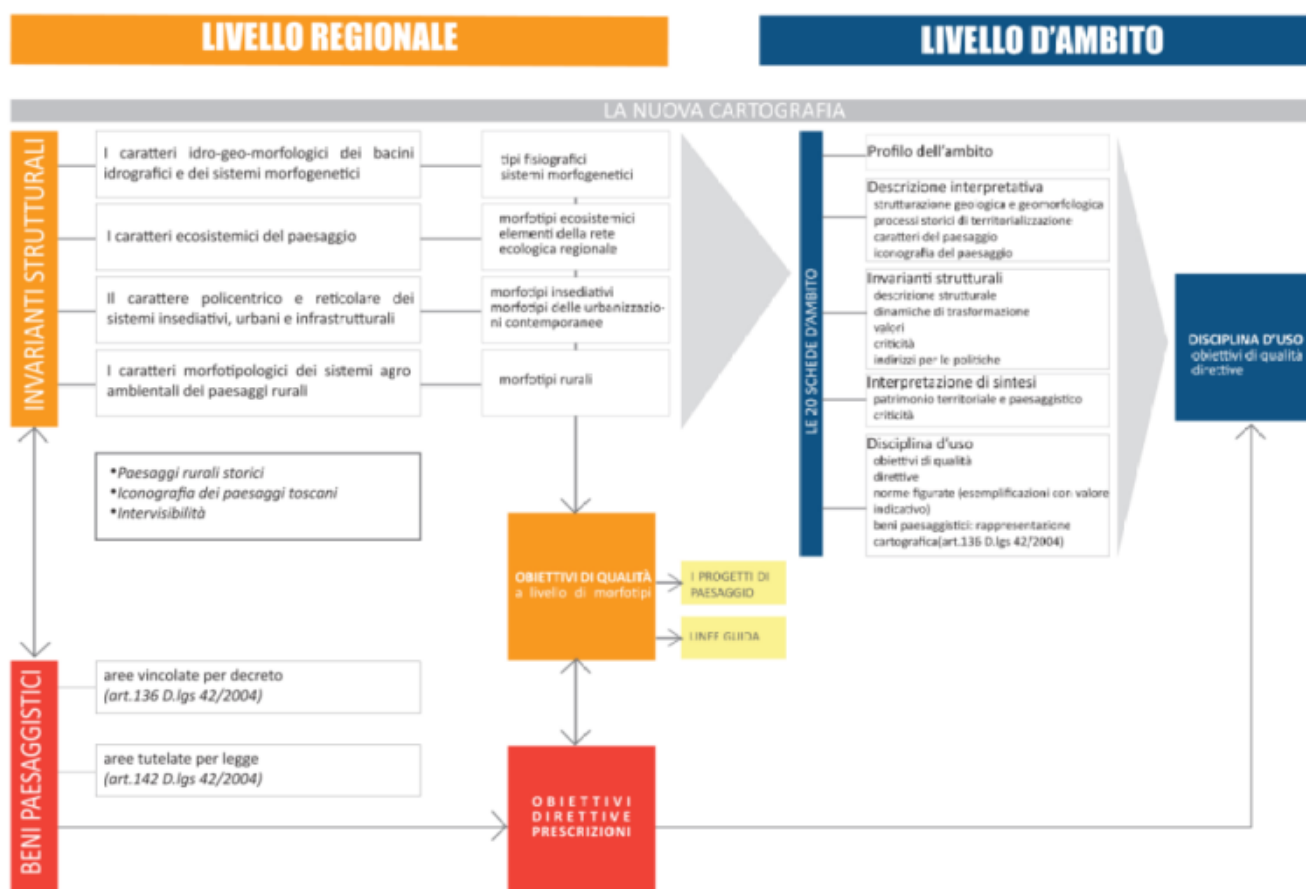 LIVELLO REGIONALE
LIVELLO D'AMBITO
LA NUOVA CARTOGRAFIA
INVARIANTI STRUTTURALI
I caratteri idro-geo-morfologici dei bacini
idrografici e dei sistemi morfogenetici
tipi fisiografici
sistemi morfogenetici
I caratteri ecosistemici del paesaggio
morfotipi ecosistemici
elementi della rete
ecologica regionale
Il carattere policentrico e reticolare dei
sistemi insediativi, urbani e infrastrutturali
morfotipi insediativi
morfotipi delle urbanizzazio-
ni contemporanee
I caratteri morfotipologici dei sistemi agro
ambientali dei paesaggi rurali
morfotipi rurali
•Paesaggi rurali storici
•Iconografia dei paesaggi toscani
•Intervisibilità
OBIETTIVI DI QUALITÀ
a livello di morfotipi
I PROGETTI DI
PAESAGGIO
LINEE GUIDA
BENI PAESAGGISTICI
aree vincolate per decreto
(art.136 D.lgs 42/2004)
aree tutelate per legge
(art.142 D.lgs 42/2004)
OBIETTIVI
DIRETTIVE
PRESCRIZIONI
LE 20 SCHEDE D'AMBITO
Profilo dell'ambito
Descrizione interpretativa
strutturazione geologica e geomorfologica
processi storici di territorializzazione
caratteri del paesaggio
iconografia del paesaggio
Invarianti strutturali
descrizione strutturale
dinamiche di trasformazione
valori
criticità
indirizzi per le politiche
Interpretazione di sintesi
patrimonio territoriale e paesaggistico
criticità
Disciplina d'uso
obiettivi di qualità
direttive
norme figurate (esemplificazioni con valore
indicativo)
beni paesaggistici: rappresentazione
cartografica(art.136 D.lgs 42/2004)
DISCIPLINA D'USO
obiettivi di qualità
direttive